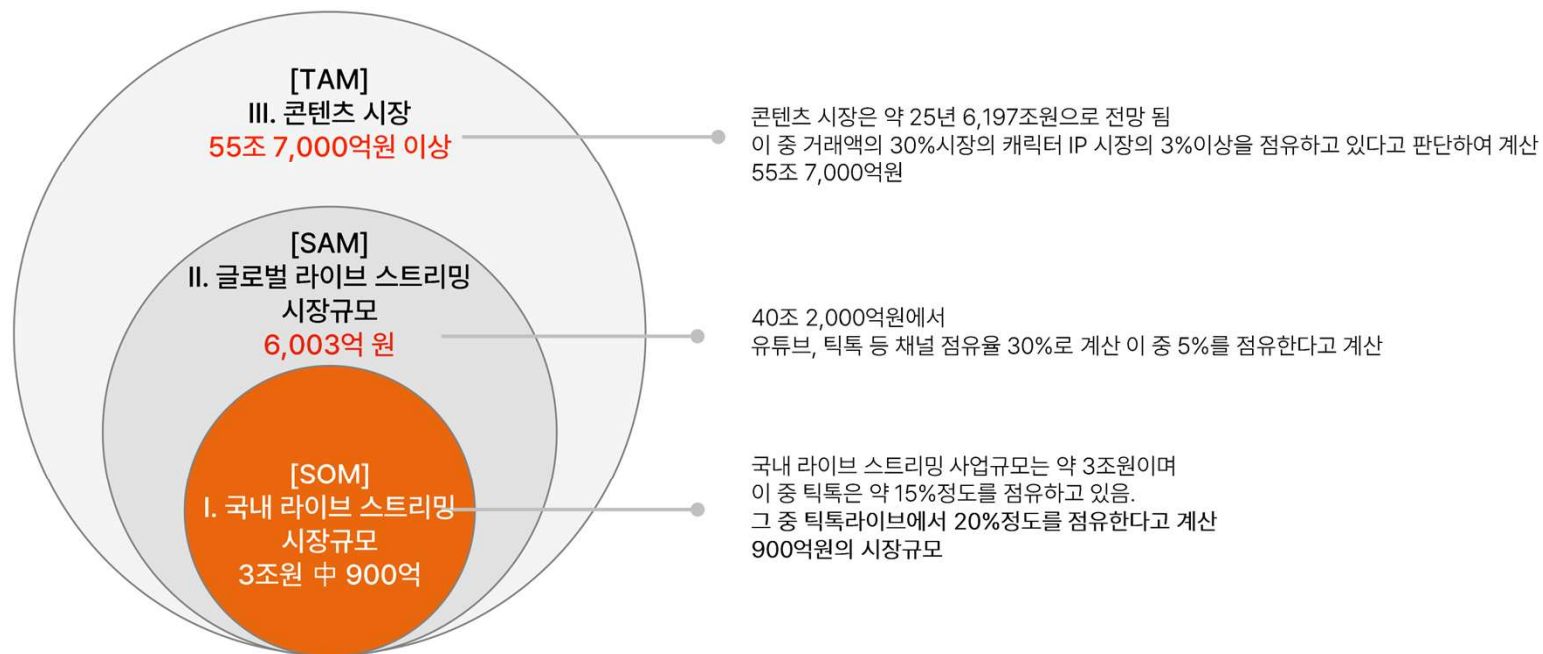 [TAM]
III. 콘텐츠 시장
55조 7,000억원 이상
콘텐츠 시장은 약 25년 6,197조원으로 전망 됨
이 중 거래액의 30%시장의 캐릭터 IP 시장의 3%이상을 점유하고 있다고 판단하여 계산
55조 7,000억원
[SAM]
II. 글로벌 라이브 스트리밍
시장규모
6,003억 원
40조 2,000억원에서
유튜브, 틱톡 등 채널 점유율 30%로 계산 이 중 5%를 점유한다고 계산
[SOM]
I. 국내 라이브 스트리밍
시장규모
3조원 中 900억
국내 라이브 스트리밍 사업규모는 약 3조원이며
이 중 틱톡은 약 15%정도를 점유하고 있음.
그 중 틱톡라이브에서 20%정도를 점유한다고 계산
900억원의 시장규모